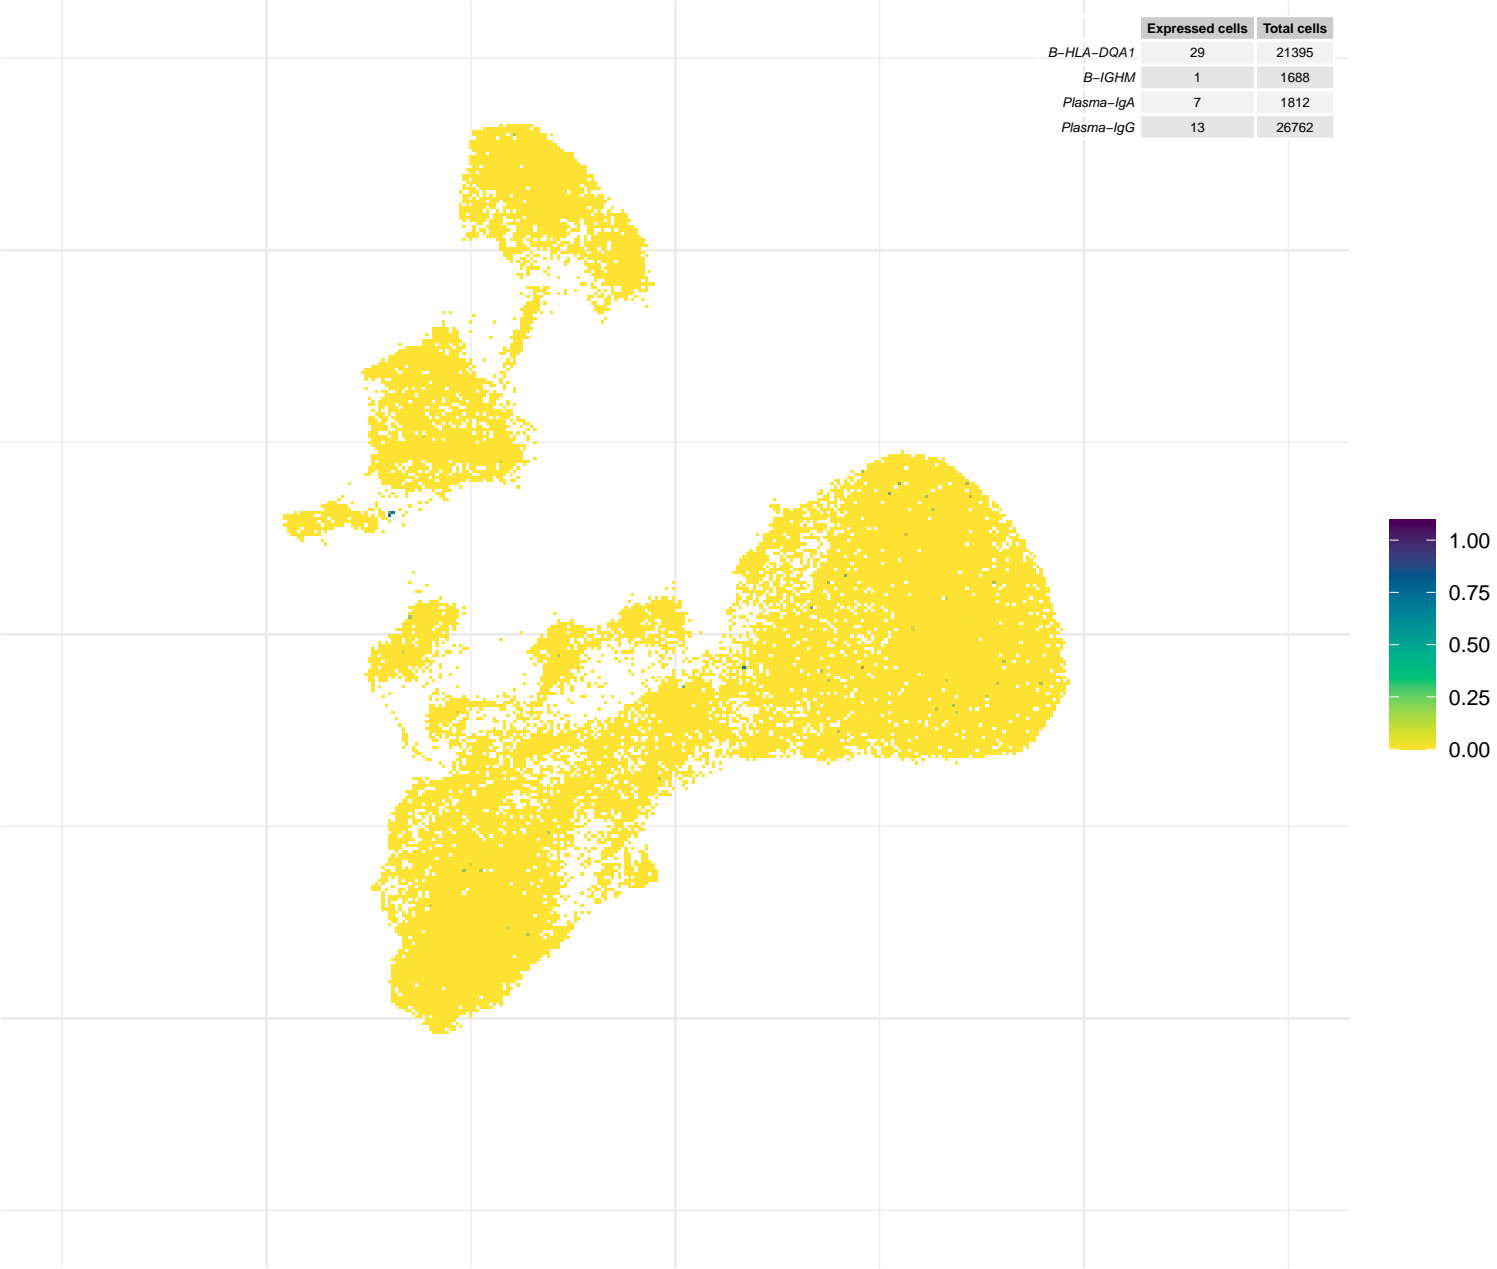 Expressed cells Total cells
B−HLA−DQA1 29 21395
B−IGHM 1 1688
Plasma−IgA 7 1812
Plasma−IgG 13 26762
1.00
0.75
0.50
0.25
0.00